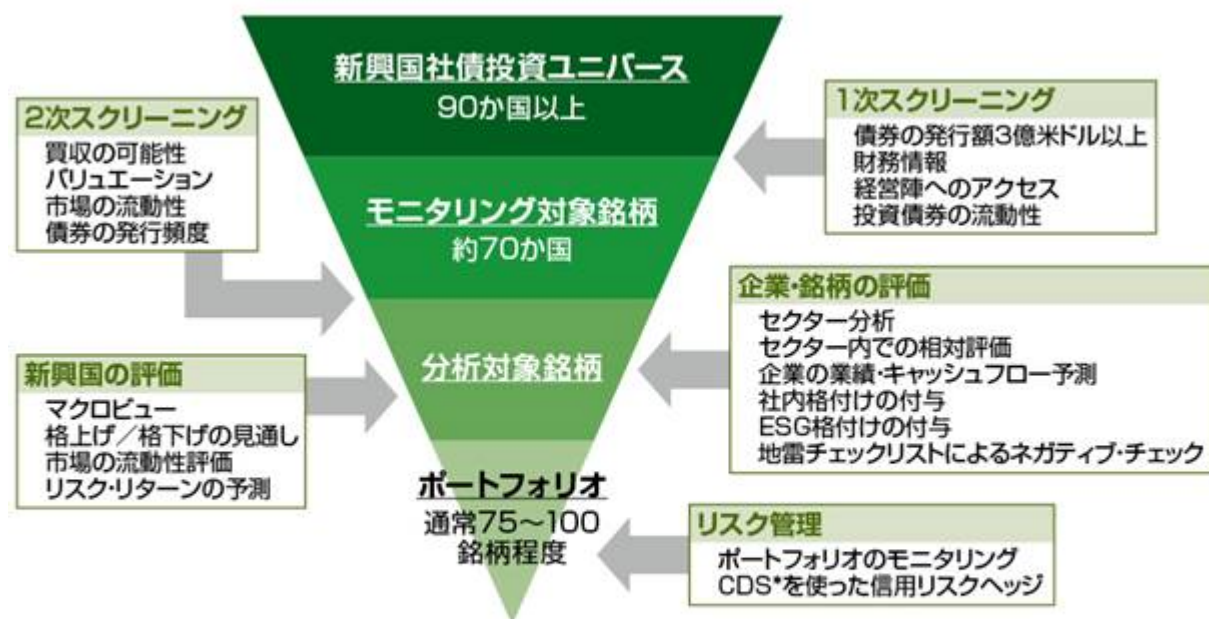 新興国社債投資ユニバース
90か国以上
1次スクリーニング
債券の発行額3億米ドル以上
財務情報
経営陣へのアクセス
投資債券の流動性
2次スクリーニング
買収の可能性
バリュエーション
市場の流動性
債券の発行頻度
モニタリング対象銘柄
約70か国
企業・銘柄の評価
セクター分析
セクター内での相対評価
企業の業績・キャッシュフロー予測
社内格付けの付与
ESG格付けの付与
地雷チェックリストによるネガティブ・チェック
分析対象銘柄
新興国の評価
マクロビュー
格上げ／格下げの見通し
市場の流動性評価
リスク・リターンの予測
ポートフォリオ
通常75～100
銘柄程度
リスク管理
ポートフォリオのモニタリング
CDS*を使った信用リスクヘッジ